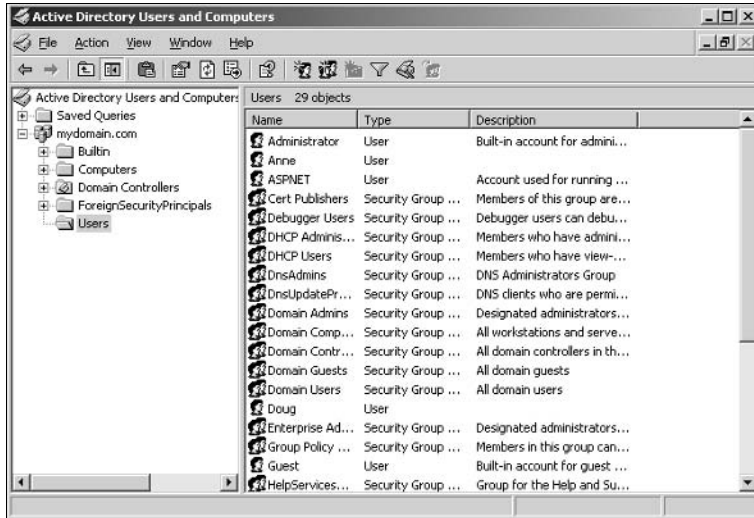 Active Directory Users and Computers
File Action View Window Help
Active Directory Users and Computers
Saved Queries
mydomain.com
Builtin
Computers
Domain Controllers
ForeignSecurityPrincipals
Users
Users 29 objects
Name Type Description
Administrator User Built-in account for admini...
Anne User
ASPNET User Account used for running ...
Cert Publishers Security Group ... Members of this group are...
Debugger Users Security Group ... Debugger users can debu...
DHCP Adminis... Security Group ... Members who have admini...
DHCP Users Security Group ... Members who have view-...
DnsAdmins Security Group ... DNS Administrators Group
DnsUpdatePr... Security Group ... DNS clients who are permi...
Domain Admins Security Group ... Designated administrators...
Domain Comp... Security Group ... All workstations and serve...
Domain Contr... Security Group ... All domain controllers in th...
Domain Guests Security Group ... All domain guests
Domain Users Security Group ... All domain users
Doug User
Enterprise Ad... Security Group ... Designated administrators...
Group Policy ... Security Group ... Members in this group can...
Guest User Built-in account for guest ...
HelpServices... Security Group ... Group for the Help and Su...